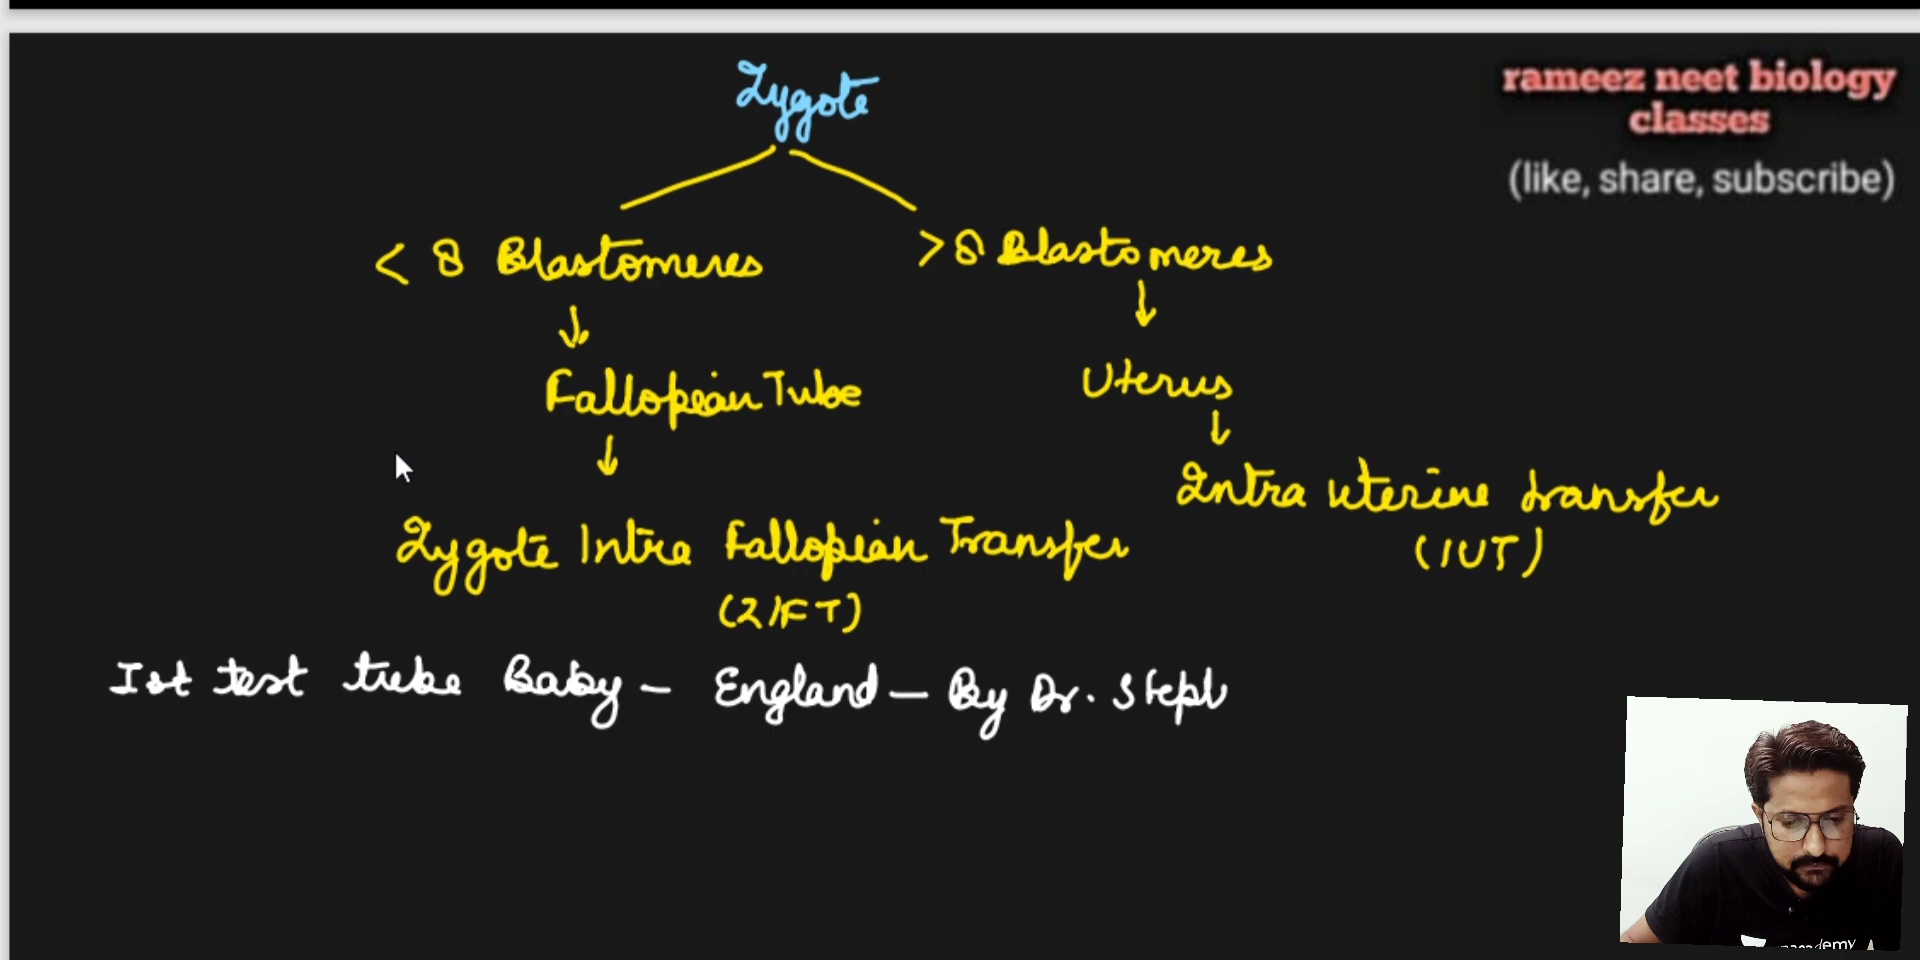 Zygote
rameez neet biology
classes
(like, share, subscribe)
< 8 Blastomeres
> 8 Blastomeres
Fallopian Tube
Uterus
Zygote Intra Fallopian Transfer
(ZIFT)
Intra uterine transfer
(IUT)
Ist test tube Baby - England - By Dr. Steph